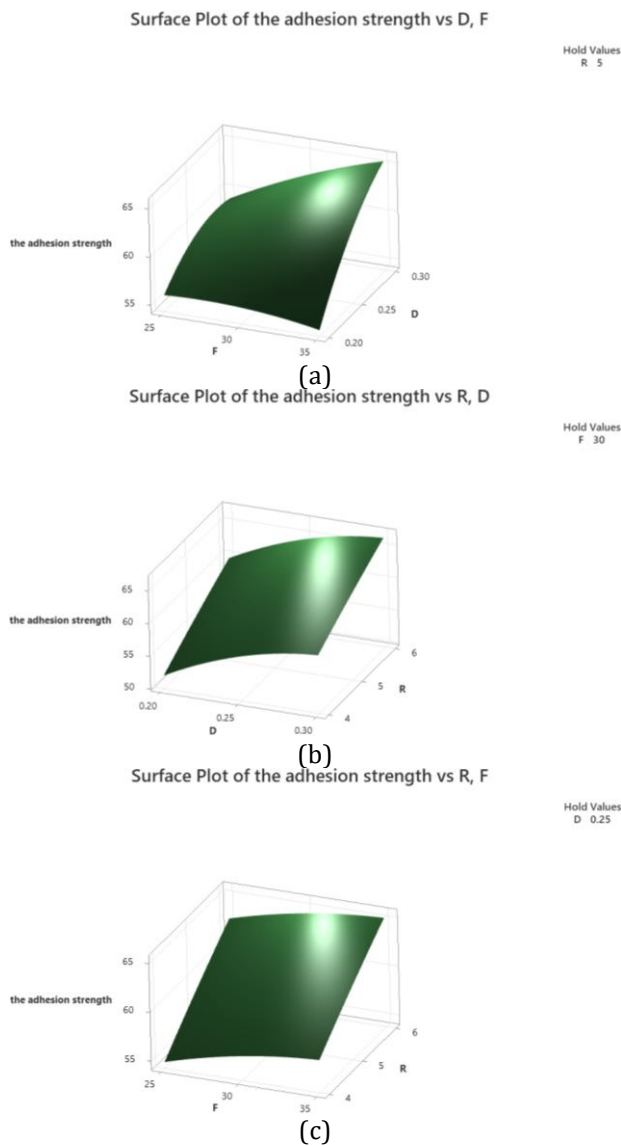 Surface Plot of the adhesion strength vs D, F
Hold Values
R 5
65
the adhesion strength
60
55
25
30
35
F
0.20
0.25
0.30
D
(a)
Surface Plot of the adhesion strength vs R, D
Hold Values
F 30
65
60
the adhesion strength
55
50
0.20
0.25
0.30
D
4
5
6
R
(b)
Surface Plot of the adhesion strength vs R, F
Hold Values
D 0.25
65
the adhesion strength
60
55
25
30
35
F
4
5
6
R
(c)